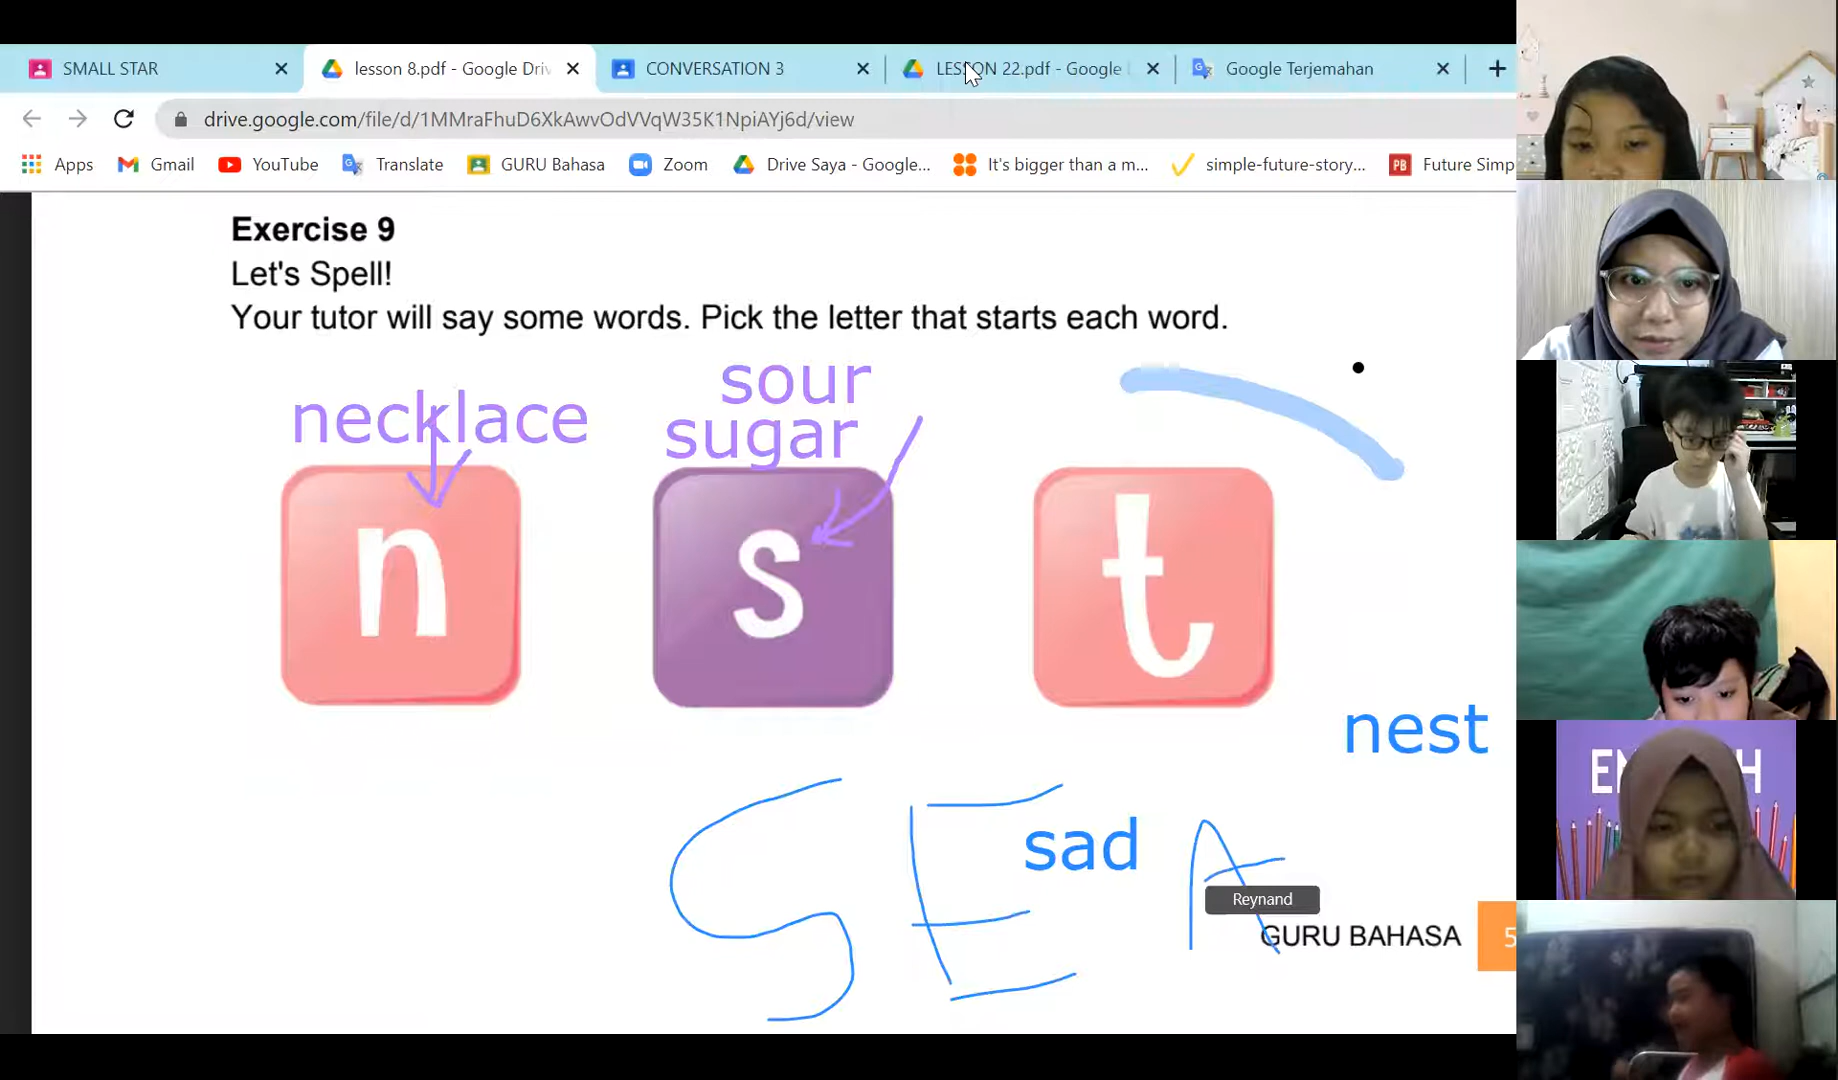 SMALL STAR
lesson 8.pdf - Google Driv
CONVERSATION 3
LESSON 22.pdf - Google
Google Terjemahan
drive.google.com/file/d/1MMraFhuD6XkAwvOdVVqW35K1NpiAYj6d/view
Apps
Gmail
YouTube
Translate
GURU Bahasa
Zoom
Drive Saya - Google...
It's bigger than a m...
simple-future-story...
PB
Future Simp
Exercise 9
Let's Spell!
Your tutor will say some words. Pick the letter that starts each word.
sour
necklace
sugar
n
s
t
nest
SEA
sad
Reynand
GURU BAHASA
5